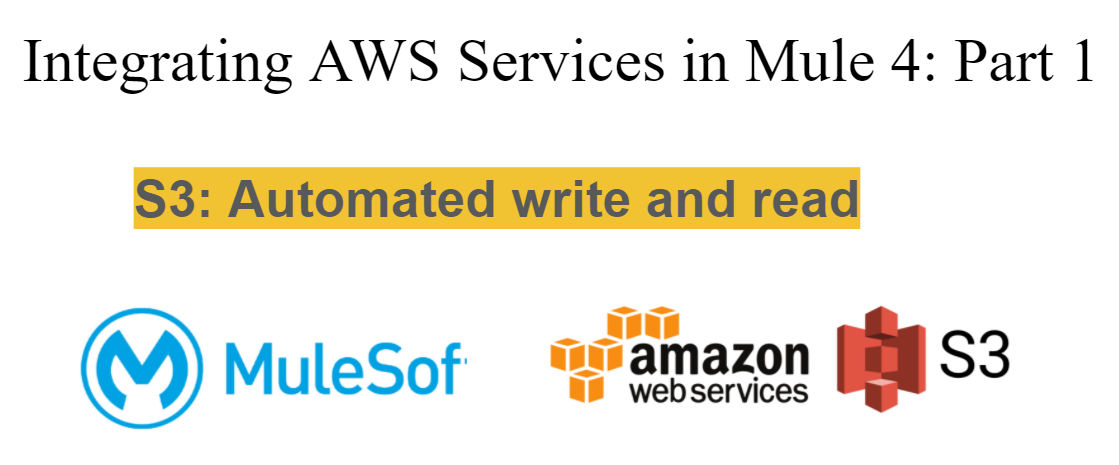 Integrating AWS Services in Mule 4: Part 1
S3: Automated write and read
MuleSof
amazon
web services
S3